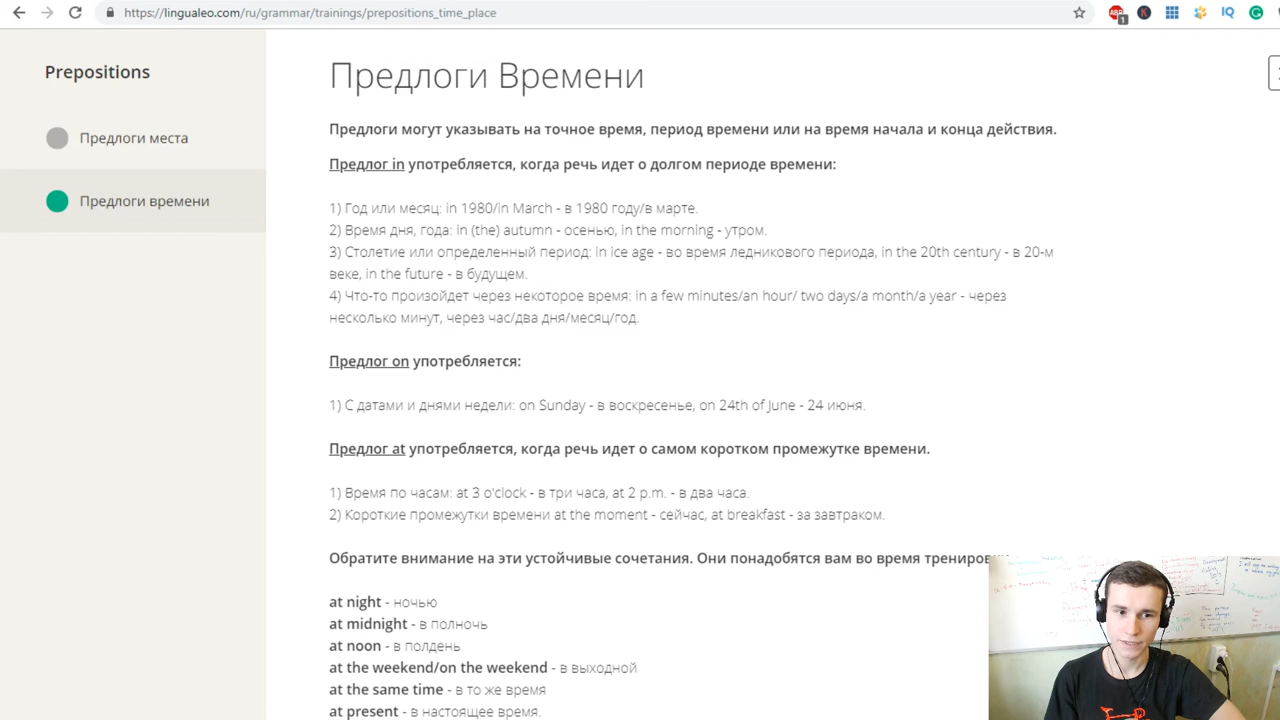 https://lingualeo.com/ru/grammar/trainings/prepositions_time_place
ABP
1
K
IQ
G
Prepositions
Предлоги места
Предлоги времени
Предлоги Времени
Предлоги могут указывать на точное время, период времени или на время начала и конца действия.
Предлог in употребляется, когда речь идет о долгом периоде времени:
1) Год или месяц: in 1980/in March - в 1980 году/в марте.
2) Время дня, года: in (the) autumn - осенью, in the morning - утром.
3) Столетие или определенный период: in ice age - во время ледникового периода, in the 20th century - в 20-м
веке, in the future - в будущем.
4) Что-то произойдет через некоторое время: in a few minutes/an hour/ two days/a month/a year - через
несколько минут, через час/два дня/месяц/год.
Предлог on употребляется:
1) С датами и днями недели: on Sunday - в воскресенье, on 24th of June - 24 июня.
Предлог at употребляется, когда речь идет о самом коротком промежутке времени.
1) Время по часам: at 3 o'clock - в три часа, at 2 p.m. - в два часа.
2) Короткие промежутки времени at the moment - сейчас, at breakfast - за завтраком.
Обратите внимание на эти устойчивые сочетания. Они понадобятся вам во время тренировки
at night - ночью
at midnight - в полночь
at noon - в полдень
at the weekend/on the weekend - в выходной
at the same time - в то же время
at present - в настоящее время.